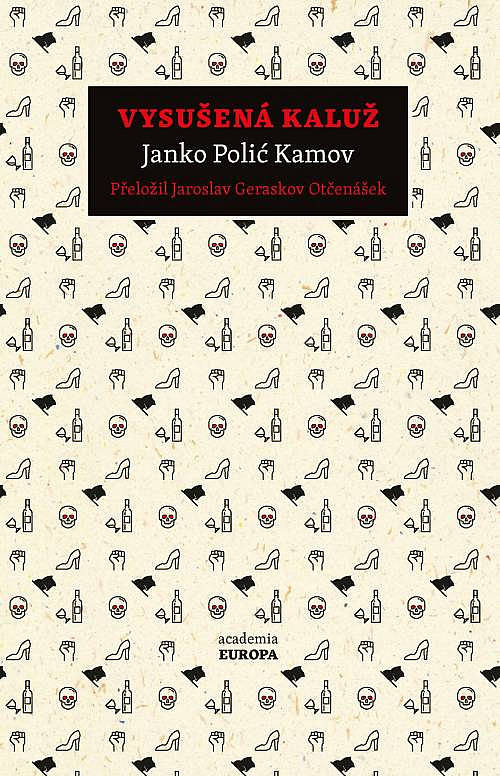 VYSUŠENÁ KALUŽ
Janko Polić Kamov
Přeložil Jaroslav Geraskov Otčenášek
academia
EUROPA